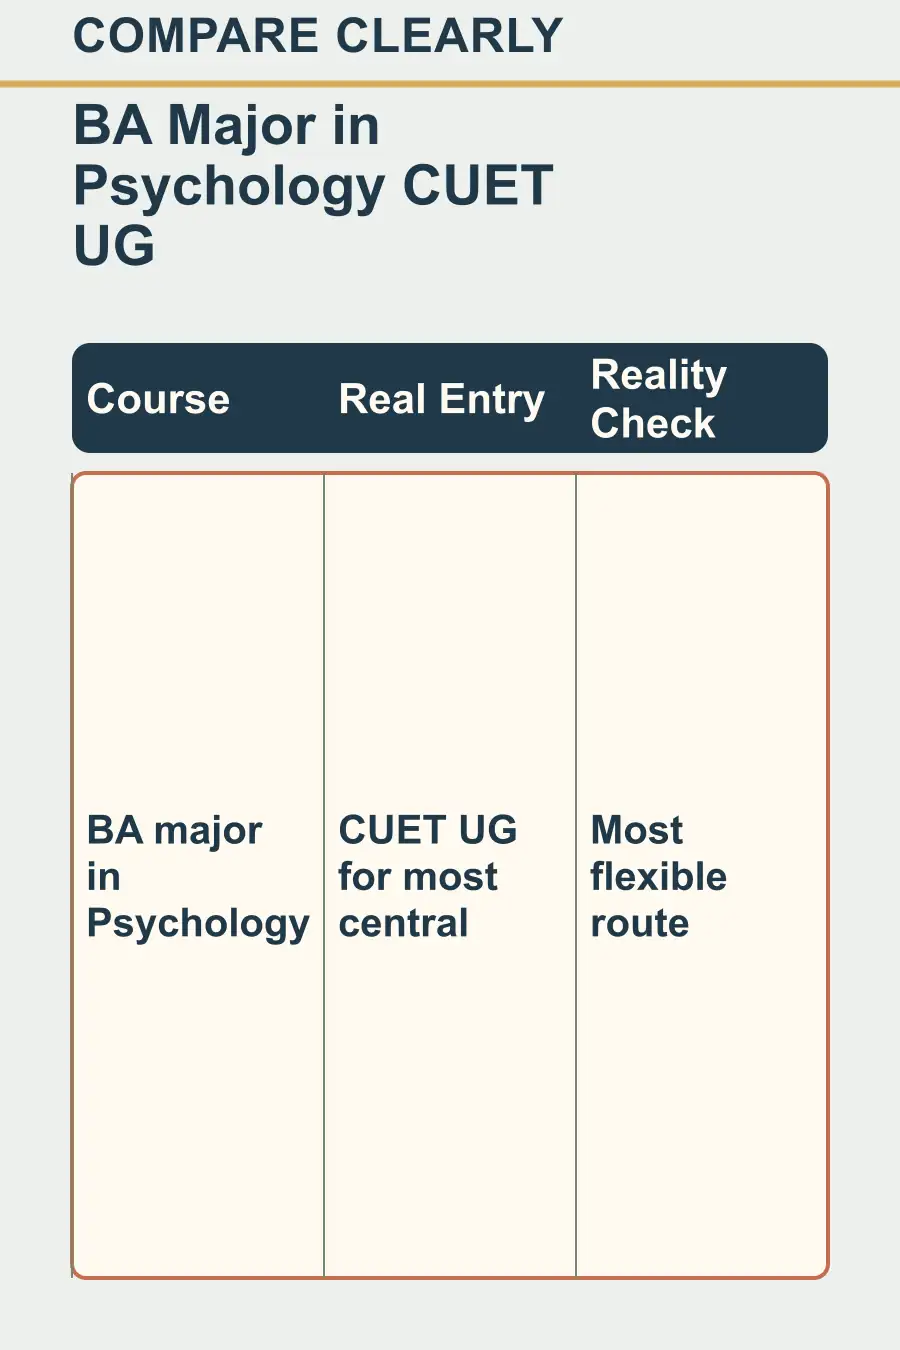 COMPARE CLEARLY
BA Major in
Psychology CUET
UG
Course
Real Entry
Reality
Check
BA major
in
Psychology
CUET UG
for most
central
Most
flexible
route